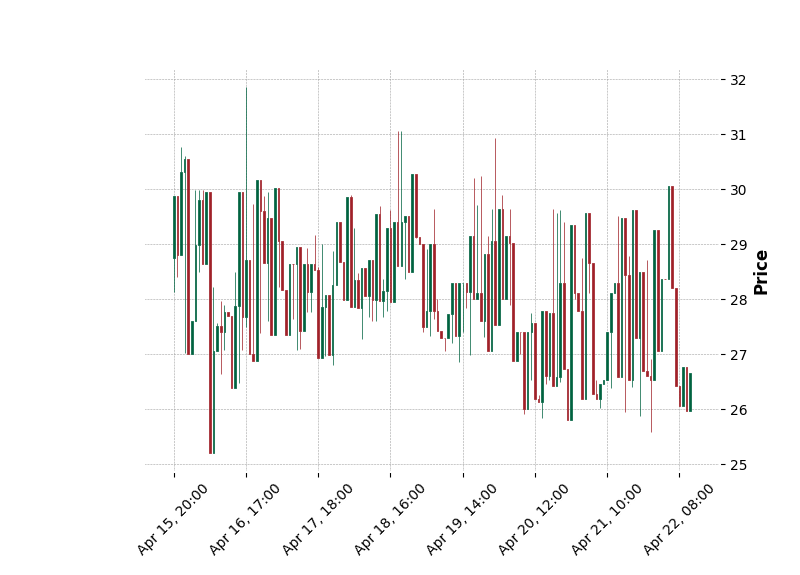 32
31
30
29
28
27
26
25
Price
Apr 15, 20:00
Apr 16, 17:00
Apr 17, 18:00
Apr 18, 16:00
Apr 19, 14:00
Apr 20, 12:00
Apr 21, 10:00
Apr 22, 08:00